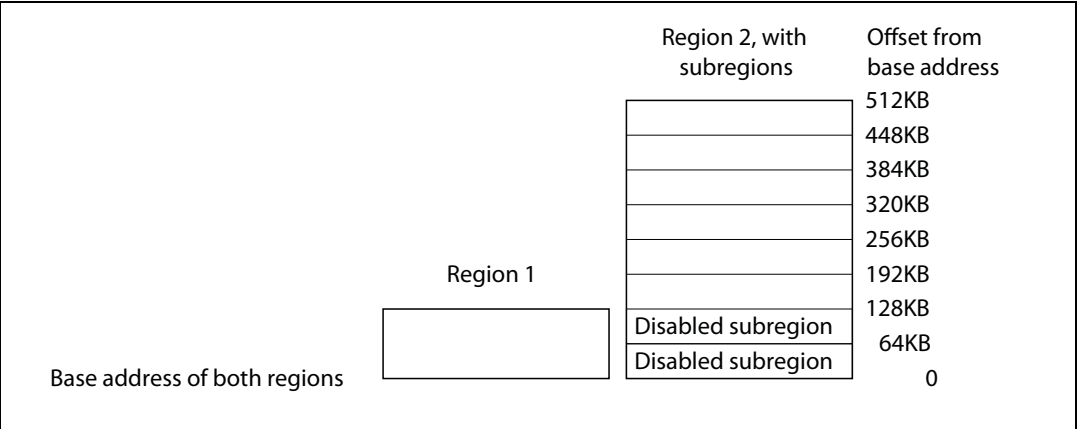 Region 2, with
subregions
Offset from
base address
512KB
448KB
384KB
320KB
256KB
Region 1
192KB
128KB
Disabled subregion
64KB
Disabled subregion
Base address of both regions
0